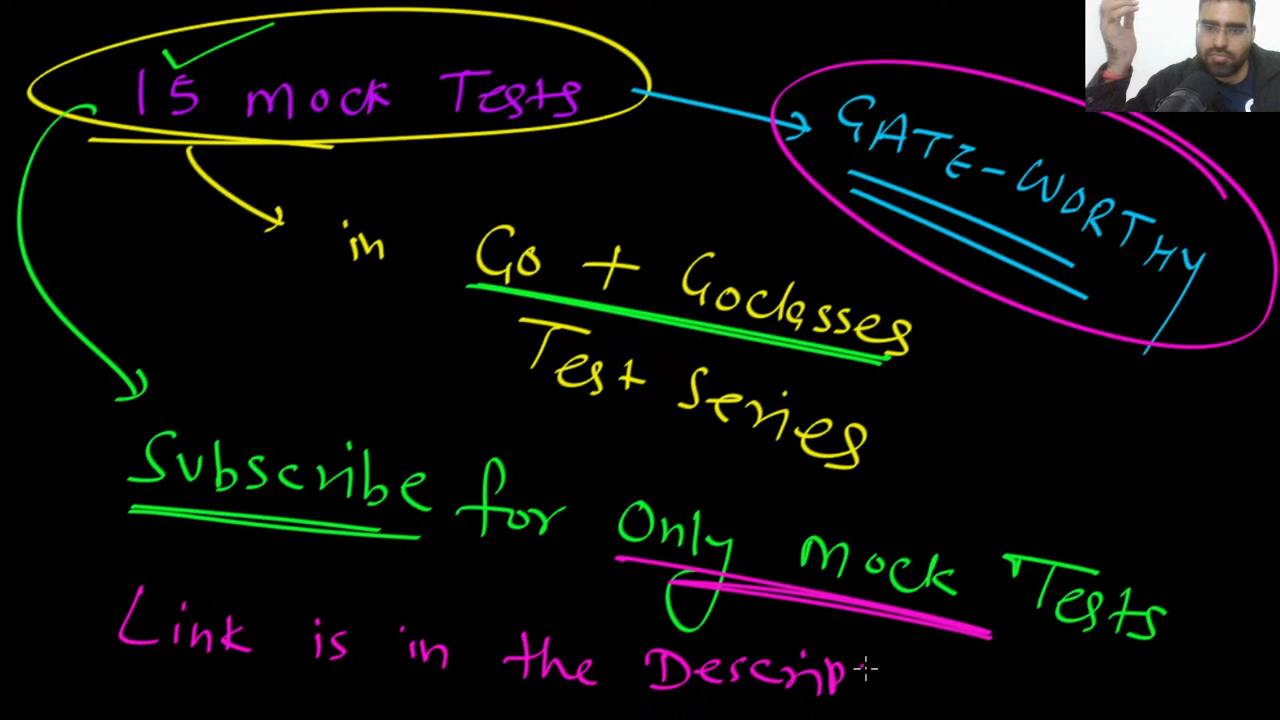 15 mock Tests
GATE-WORTHY
in Go + Goclasses
Test Series
Subscribe for Only mock Tests
Link is in the Descrip